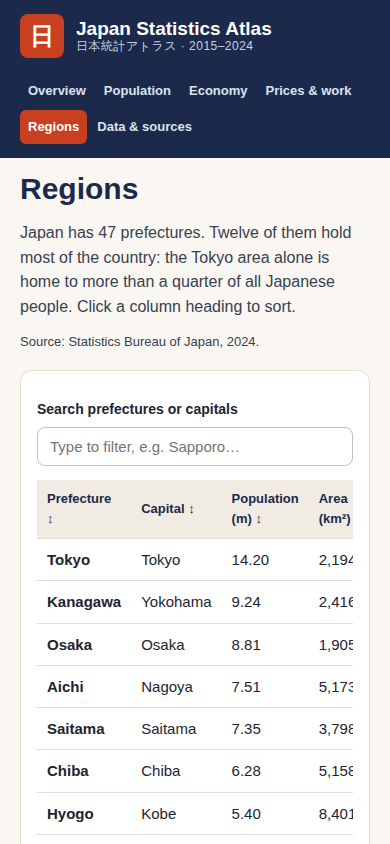 日
Japan Statistics Atlas
日本統計アトラス · 2015–2024
Overview Population Economy Prices & work
Regions Data & sources
Regions
Japan has 47 prefectures. Twelve of them hold
most of the country: the Tokyo area alone is
home to more than a quarter of all Japanese
people. Click a column heading to sort.
Source: Statistics Bureau of Japan, 2024.
Search prefectures or capitals
Type to filter, e.g. Sapporo…
Prefecture ↕ Capital ↕ Population (m) ↕ Area (km²)
Tokyo Tokyo 14.20 2,194
Kanagawa Yokohama 9.24 2,416
Osaka Osaka 8.81 1,905
Aichi Nagoya 7.51 5,173
Saitama Saitama 7.35 3,798
Chiba Chiba 6.28 5,158
Hyogo Kobe 5.40 8,401